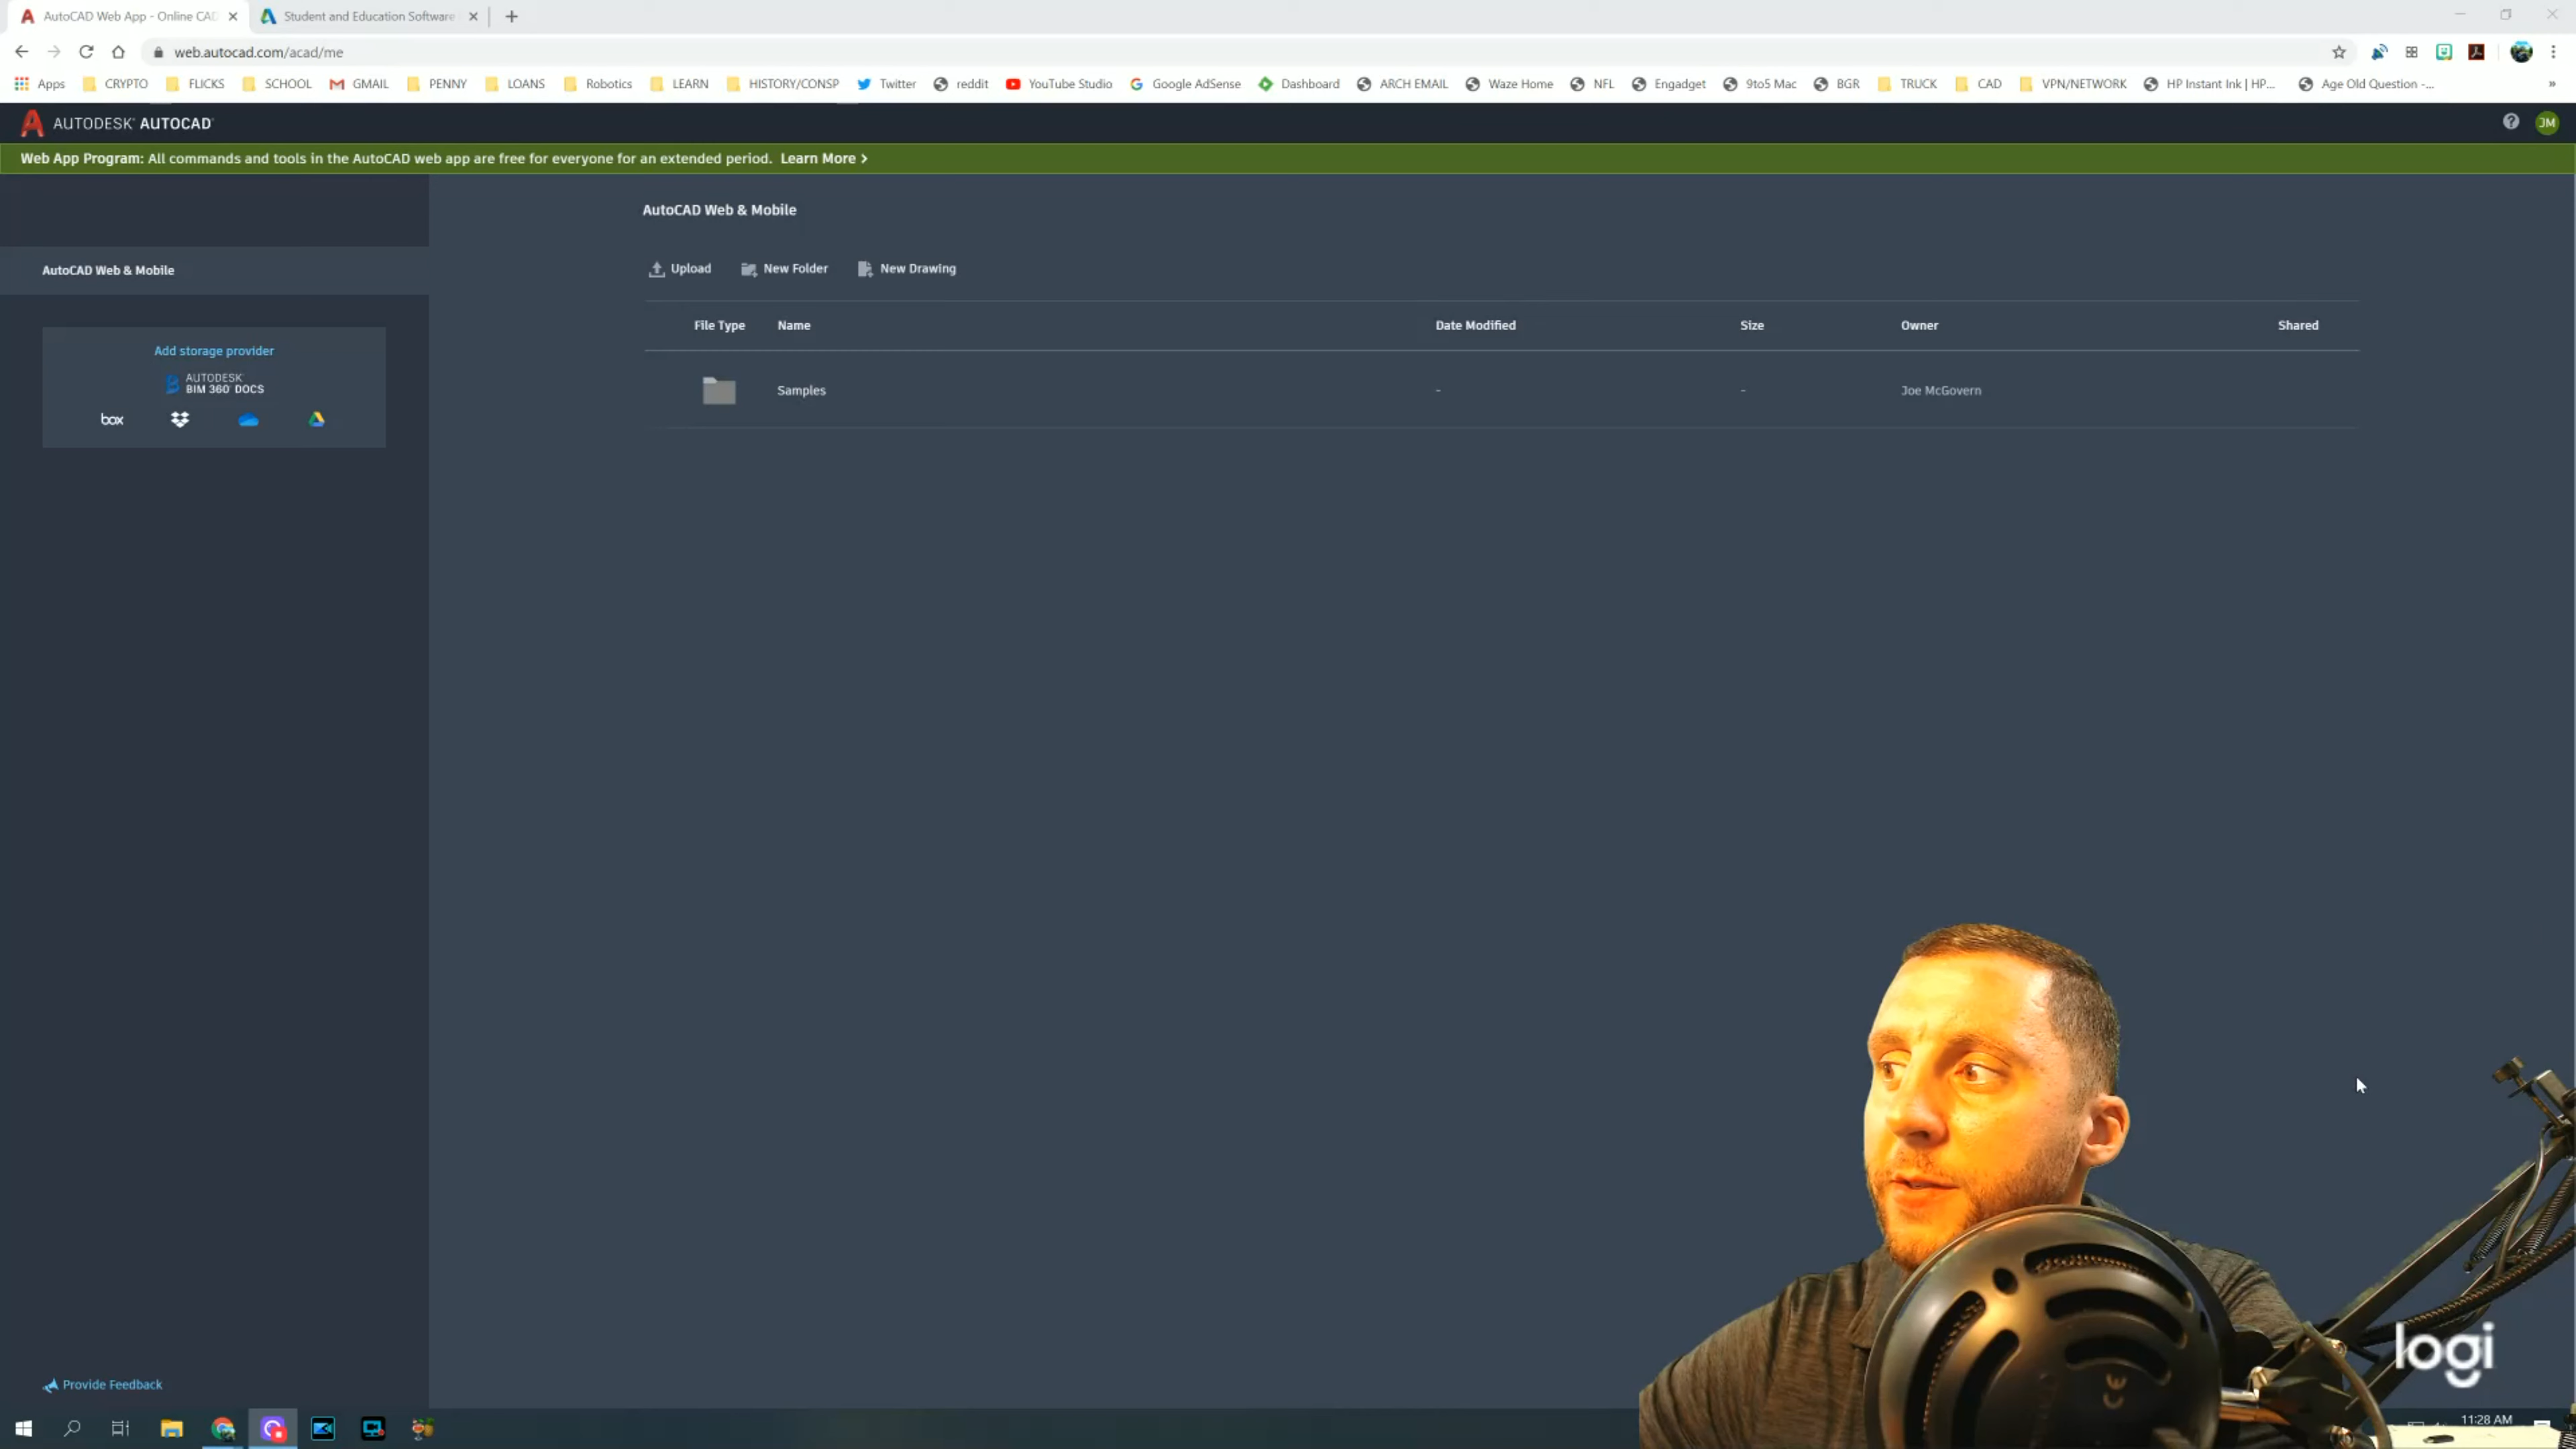 AutoCAD Web App - Online CAD
Student and Education Software
web.autocad.com/acad/me
Apps CRYPTO FLICKS SCHOOL GMAIL PENNY LOANS Robotics LEARN HISTORY/CONSP Twitter reddit YouTube Studio Google AdSense Dashboard ARCH EMAIL Waze Home NFL Engadget 9to5 Mac BGR TRUCK CAD VPN/NETWORK HP Instant Ink | HP... Age Old Question -... »
AUTODESK AUTOCAD
JM
Web App Program: All commands and tools in the AutoCAD web app are free for everyone for an extended period. Learn More >
AutoCAD Web & Mobile
AutoCAD Web & Mobile
Add storage provider
AUTODESK
BIM 360 DOCS
box
Upload New Folder New Drawing
File Type Name Date Modified Size Owner Shared
Samples - - Joe McGovern
Provide Feedback
logi
11:28 AM